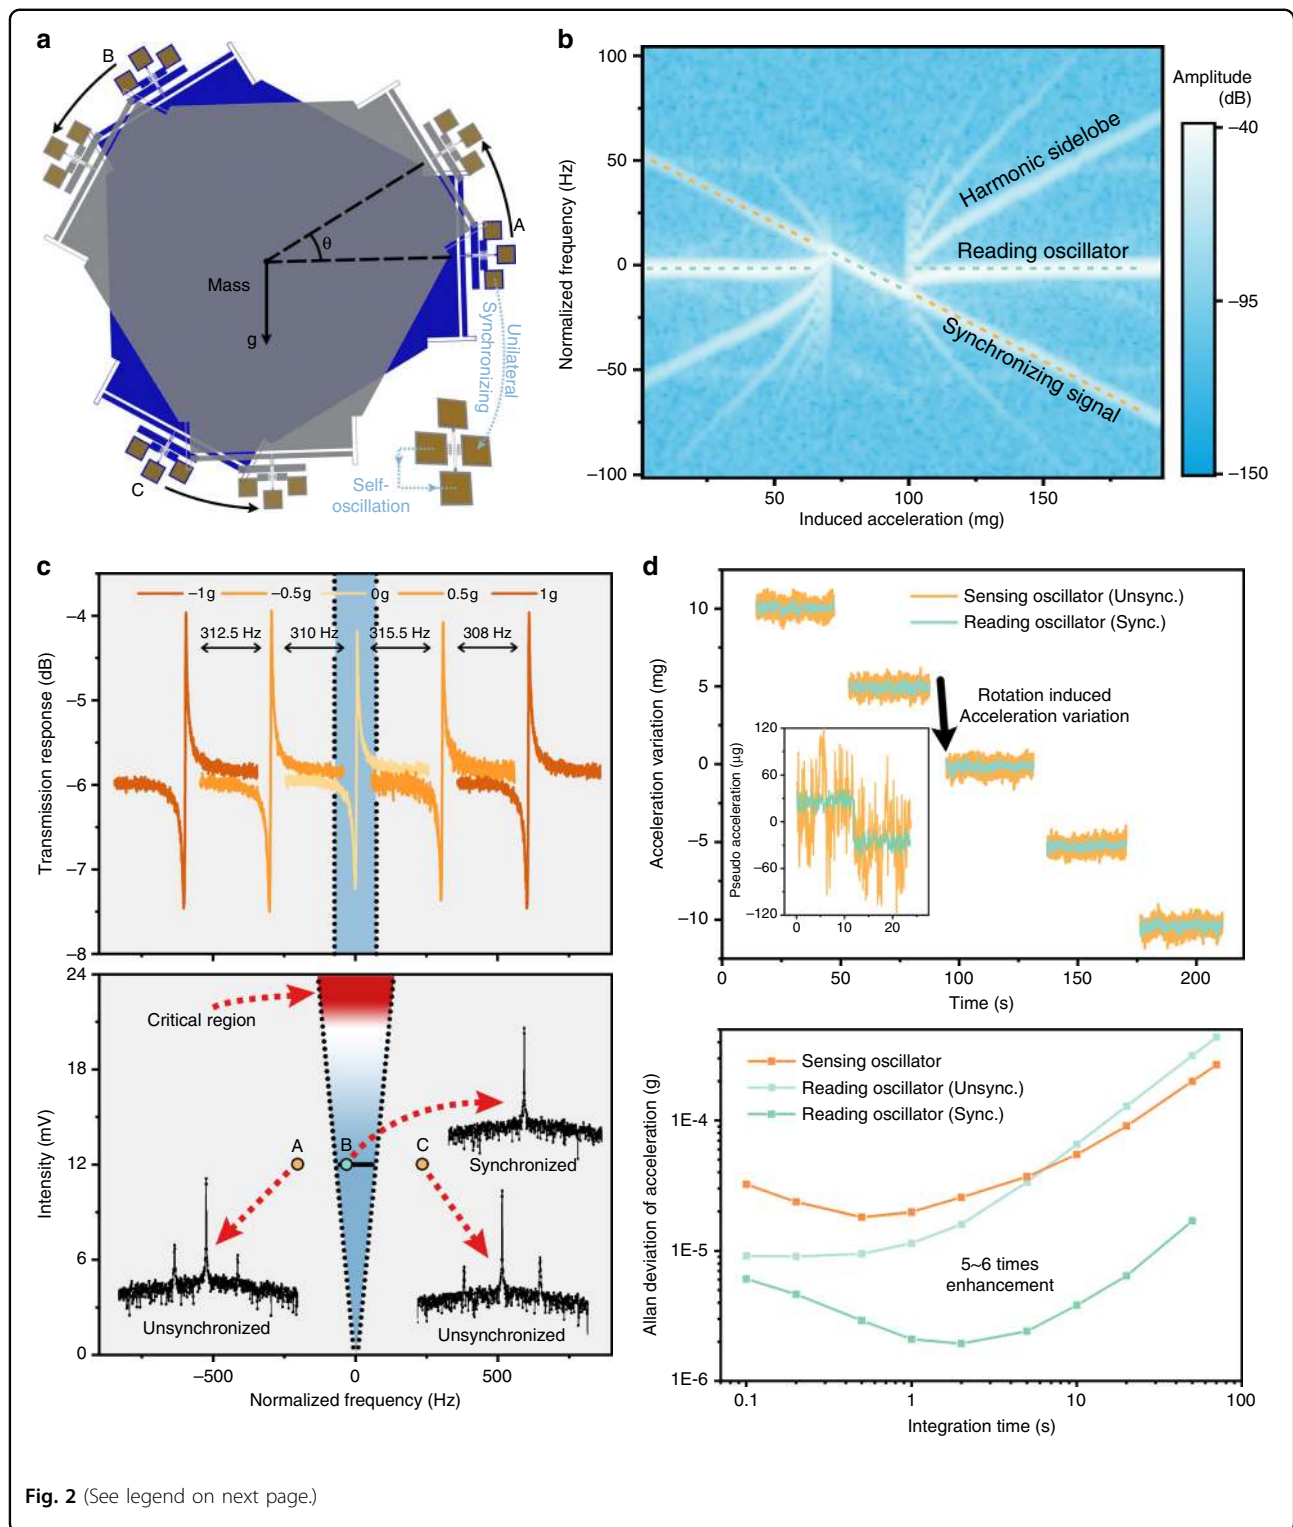 a
B
A
θ
Mass
g
Unilateral
Synchronizing
Self-
oscillation
C
b
100
50
0
−50
−100
Normalized frequency (Hz)
50
100
150
Induced acceleration (mg)
Harmonic sidelobe
Reading oscillator
Synchronizing signal
Amplitude
(dB)
−40
−95
−150
c
−1g
−0.5g
0g
0.5g
1g
312.5 Hz
310 Hz
315.5 Hz
308 Hz
−4
−5
−6
−7
−8
Transmission response (dB)
24
18
12
6
0
Intensity (mV)
Critical region
A
B
C
Synchronized
Unsynchronized
Unsynchronized
−500
0
500
Normalized frequency (Hz)
d
10
5
0
−5
−10
Acceleration variation (mg)
Sensing oscillator (Unsync.)
Reading oscillator (Sync.)
Rotation induced
Acceleration variation
120
60
0
−60
−120
Pseudo acceleration (µg)
0
10
20
0
50
100
150
200
Time (s)
Sensing oscillator
Reading oscillator (Unsync.)
Reading oscillator (Sync.)
1E-4
1E-5
1E-6
Allan deviation of acceleration (g)
5~6 times
enhancement
0.1
1
10
100
Integration time (s)
Fig. 2 (See legend on next page.)